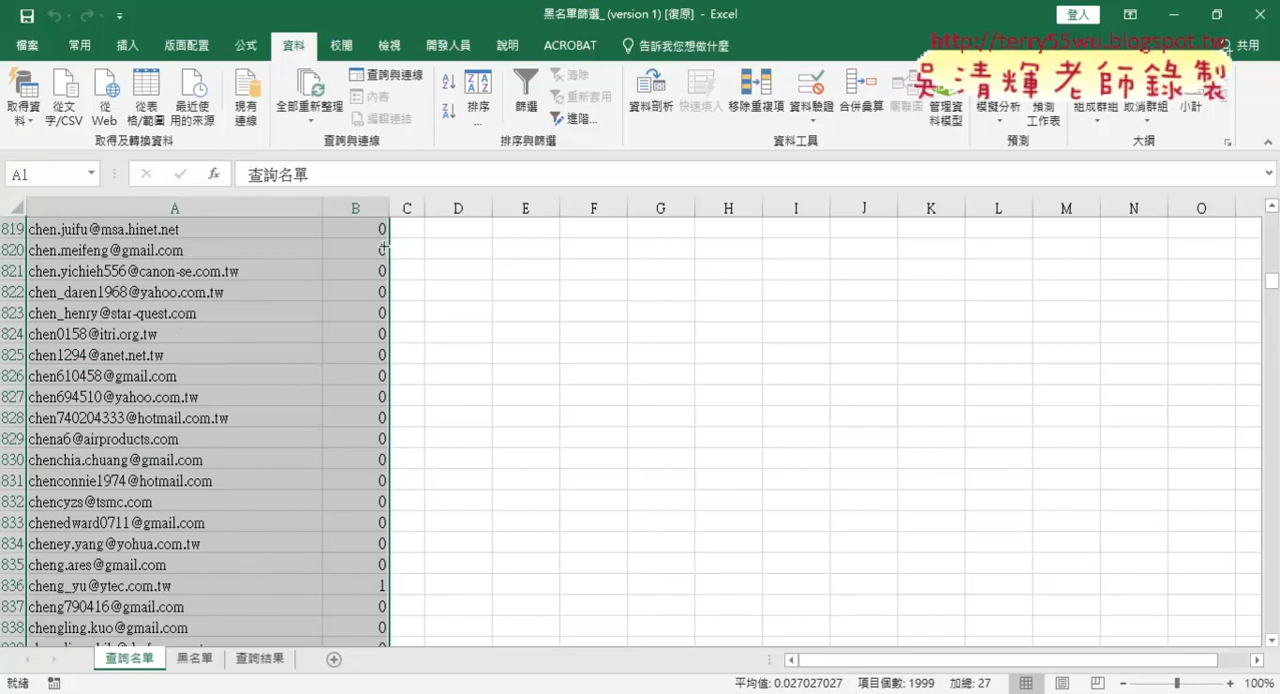 黑名單篩選_ (version 1) [復原] - Excel
登入
檔案 常用 插入 版面配置 公式 資料 校閱 檢視 開發人員 說明 ACROBAT 告訴我您想做什麼 共用
http://terry55wu.blogspot.tw
吳清輝老師錄製
取得資料 從文字/CSV 從 Web 從表格/範圍 最近使用的來源 現有連線
取得及轉換資料
全部重新整理 查詢與連線 內容 編輯連結
查詢與連線
排序... 篩選 清除 重新套用 進階...
排序與篩選
資料剖析 快速填入 移除重複項 資料驗證 合併彙算 關聯圖 管理資料模型
資料工具
模擬分析 預測工作表
預測
組成群組 取消群組 小計
大綱
A1 fx 查詢名單
A B C D E F G H I J K L M N O
819 chen.juifu@msa.hinet.net 0
820 chen.meifeng@gmail.com 0
821 chen.yichieh556@canon-se.com.tw 0
822 chen_daren1968@yahoo.com.tw 0
823 chen_henry@star-quest.com 0
824 chen0158@itri.org.tw 0
825 chen1294@anet.net.tw 0
826 chen610458@gmail.com 0
827 chen694510@yahoo.com.tw 0
828 chen740204333@hotmail.com.tw 0
829 chena6@airproducts.com 0
830 chenchia.chuang@gmail.com 0
831 chenconnie1974@hotmail.com 0
832 chencyzs@tsmc.com 0
833 chenedward0711@gmail.com 0
834 cheney.yang@yohua.com.tw 0
835 cheng.ares@gmail.com 0
836 cheng_yu@ytec.com.tw 1
837 cheng790416@gmail.com 0
838 chengling.kuo@gmail.com 0
查詢名單 黑名單 查詢結果
就緒 平均值: 0.027027027 項目個數: 1999 加總: 27 100%